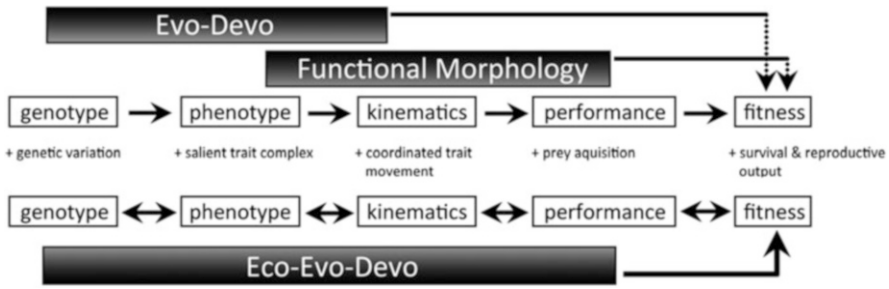 Evo-Devo
Functional Morphology
genotype phenotype kinematics performance fitness
+ genetic variation + salient trait complex + coordinated trait + prey aquisition + survival & reproductive
movement output
genotype phenotype kinematics performance fitness
Eco-Evo-Devo